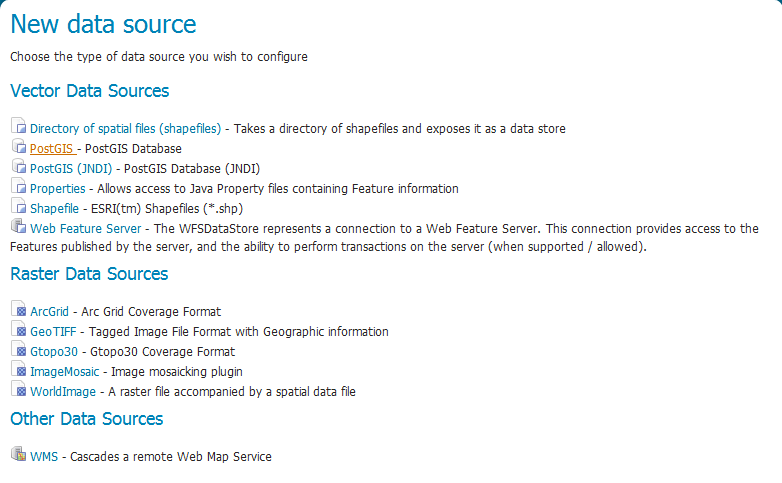 New data source
Choose the type of data source you wish to configure
Vector Data Sources
Directory of spatial files (shapefiles) - Takes a directory of shapefiles and exposes it as a data store
PostGIS - PostGIS Database
PostGIS (JNDI) - PostGIS Database (JNDI)
Properties - Allows access to Java Property files containing Feature information
Shapefile - ESRI(tm) Shapefiles (*.shp)
Web Feature Server - The WFSDataStore represents a connection to a Web Feature Server. This connection provides access to the
Features published by the server, and the ability to perform transactions on the server (when supported / allowed).
Raster Data Sources
ArcGrid - Arc Grid Coverage Format
GeoTIFF - Tagged Image File Format with Geographic information
Gtopo30 - Gtopo30 Coverage Format
ImageMosaic - Image mosaicking plugin
WorldImage - A raster file accompanied by a spatial data file
Other Data Sources
WMS - Cascades a remote Web Map Service